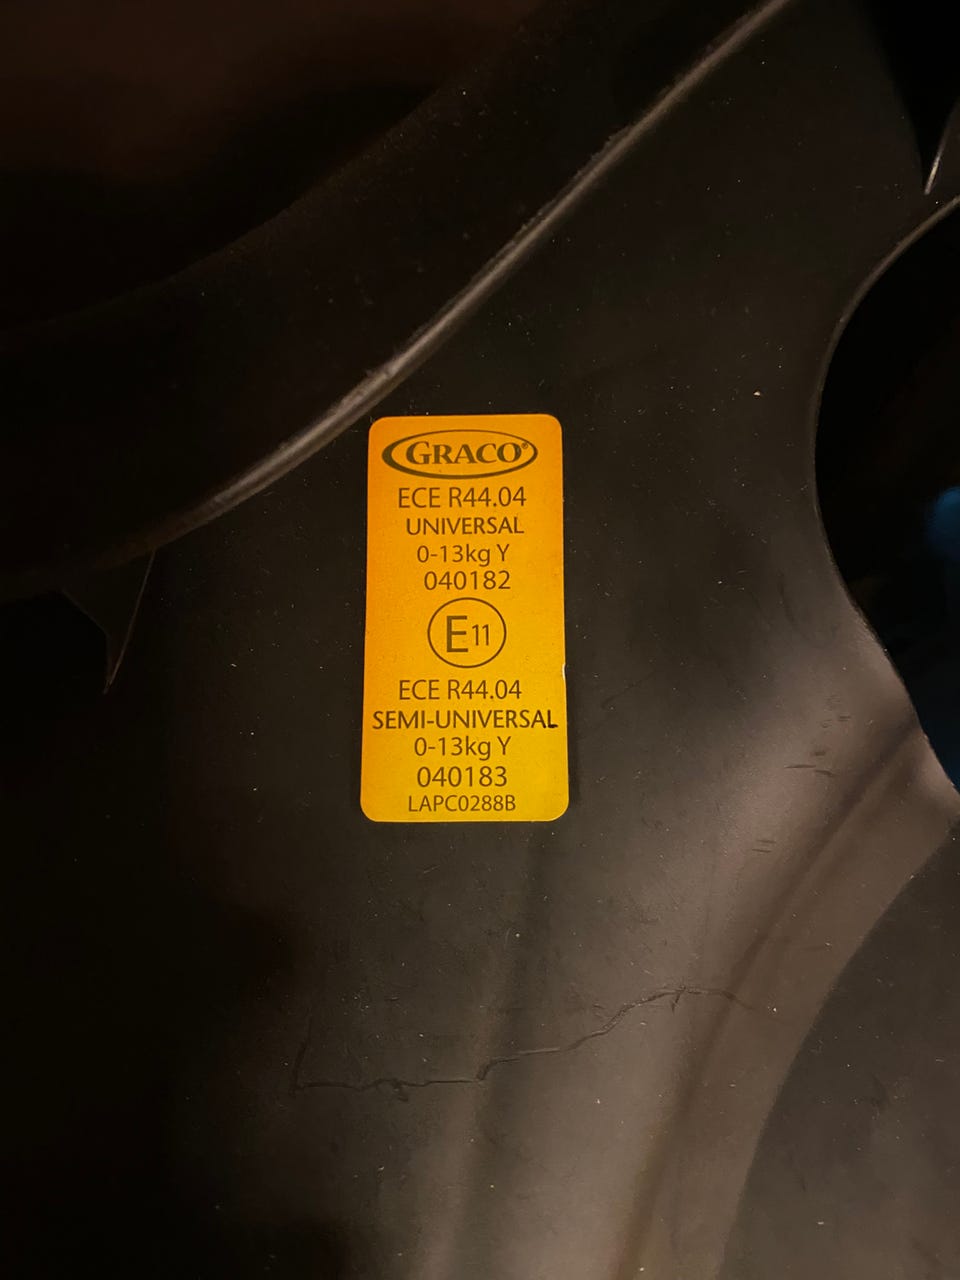 GRACO®
ECE R44.04
UNIVERSAL
0-13kg Y
040182
E11
ECE R44.04
SEMI-UNIVERSAL
0-13kg Y
040183
LAPC0288B